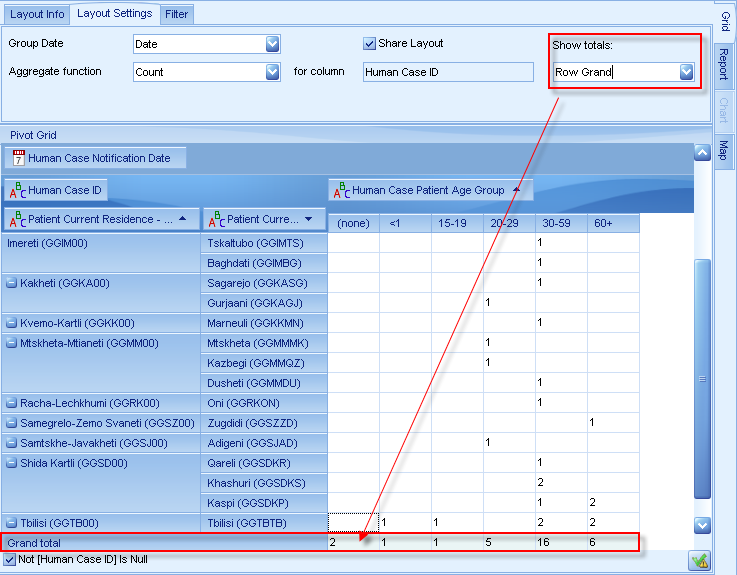 Layout Info Layout Settings Filter
Group Date Date Share Layout Show totals:
Aggregate function Count for column Human Case ID Row Grand
Grid
Report
Chart
Map
Pivot Grid
7 Human Case Notification Date
ABC Human Case ID ABC Human Case Patient Age Group
ABC Patient Current Residence - ... ABC Patient Curre... (none) <1 15-19 20-29 30-59 60+
Imereti (GGIM00) Tskaltubo (GGIMTS) 1
Baghdati (GGIMBG) 1
Kakheti (GGKA00) Sagarejo (GGKASG) 1
Gurjaani (GGKAGJ) 1
Kvemo-Kartli (GGKK00) Marneuli (GGKKMN) 1
Mtskheta-Mtianeti (GGMM00) Mtskheta (GGMMMK) 1
Kazbegi (GGMMQZ) 1
Dusheti (GGMMDU) 1
Racha-Lechkhumi (GGRK00) Oni (GGRKON) 1
Samegrelo-Zemo Svaneti (GGSZ00) Zugdidi (GGSZZD) 1
Samtskhe-Javakheti (GGSJ00) Adigeni (GGSJAD) 1
Shida Kartli (GGSD00) Qareli (GGSDKR) 1
Khashuri (GGSDKS) 2
Kaspi (GGSDKP) 1 2
Tbilisi (GGTB00) Tbilisi (GGTBTB) 1 1 2 2
Grand total 2 1 1 5 16 6
Not [Human Case ID] Is Null